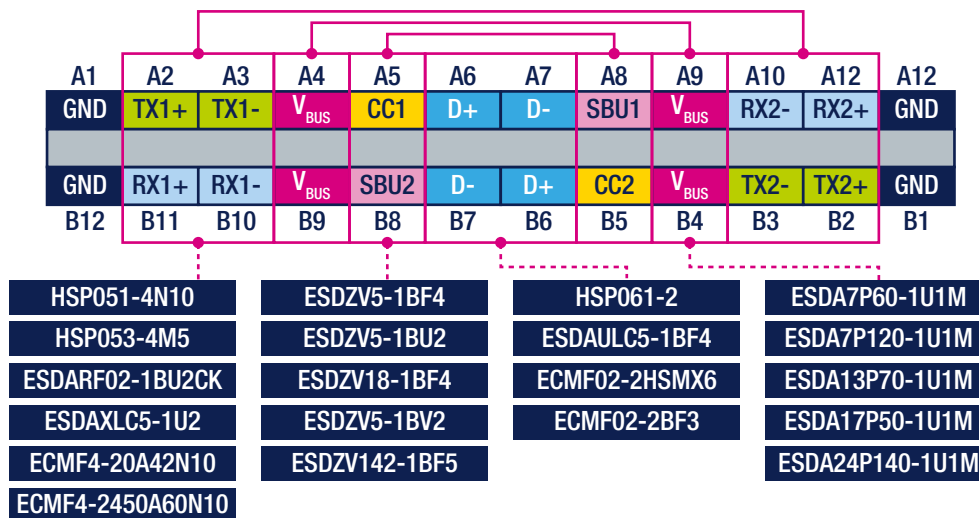 A1 A2 A3 A4 A5 A6 A7 A8 A9 A10 A12 A12
GND TX1+ TX1- VBUS CC1 D+ D- SBU1 VBUS RX2- RX2+ GND
GND RX1+ RX1- VBUS SBU2 D- D+ CC2 VBUS TX2- TX2+ GND
B12 B11 B10 B9 B8 B7 B6 B5 B4 B3 B2 B1
HSP051-4N10
HSP053-4M5
ESDARF02-1BU2CK
ESDAXLC5-1U2
ECMF4-20A42N10
ECMF4-2450A60N10
ESDZV5-1BF4
ESDZV5-1BU2
ESDZV18-1BF4
ESDZV5-1BV2
ESDZV142-1BF5
HSP061-2
ESDAULC5-1BF4
ECMF02-2HSMX6
ECMF02-2BF3
ESDA7P60-1U1M
ESDA7P120-1U1M
ESDA13P70-1U1M
ESDA17P50-1U1M
ESDA24P140-1U1M